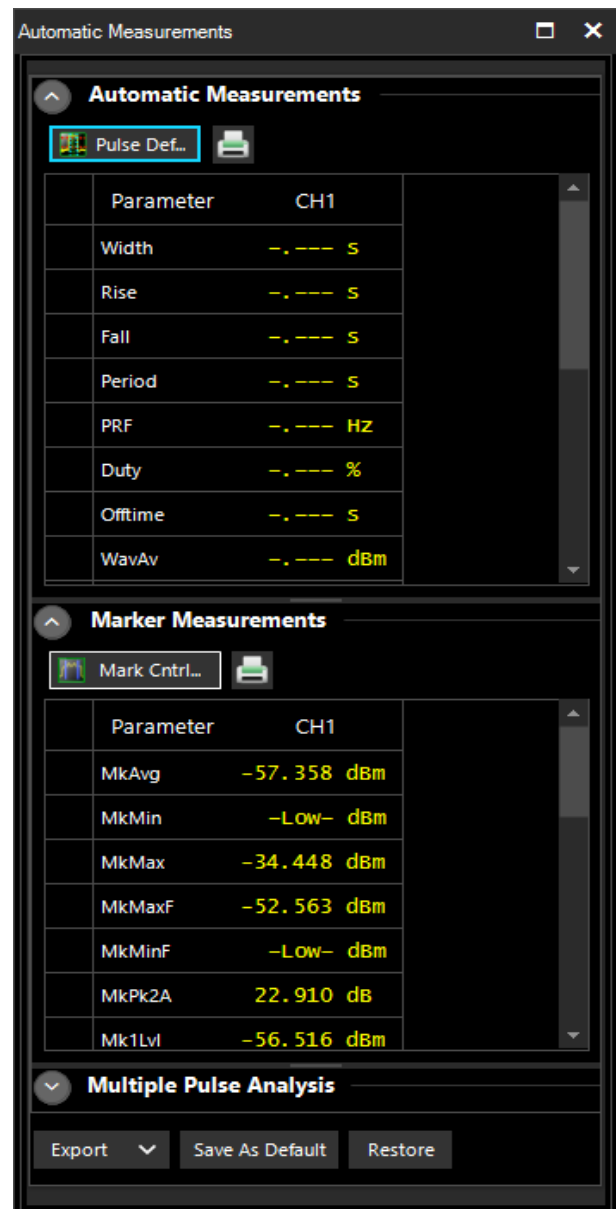 Automatic Measurements
Automatic Measurements
Pulse Def...
Parameter CH1
Width -.--- s
Rise -.--- s
Fall -.--- s
Period -.--- s
PRF -.--- Hz
Duty -.--- %
Offtime -.--- s
WavAv -.--- dBm
Marker Measurements
Mark Cntrl...
Parameter CH1
MkAvg -57.358 dBm
MkMin -Low- dBm
MkMax -34.448 dBm
MkMaxF -52.563 dBm
MkMinF -Low- dBm
MkPk2A 22.910 dB
Mk1Lvl -56.516 dBm
Multiple Pulse Analysis
Export Save As Default Restore